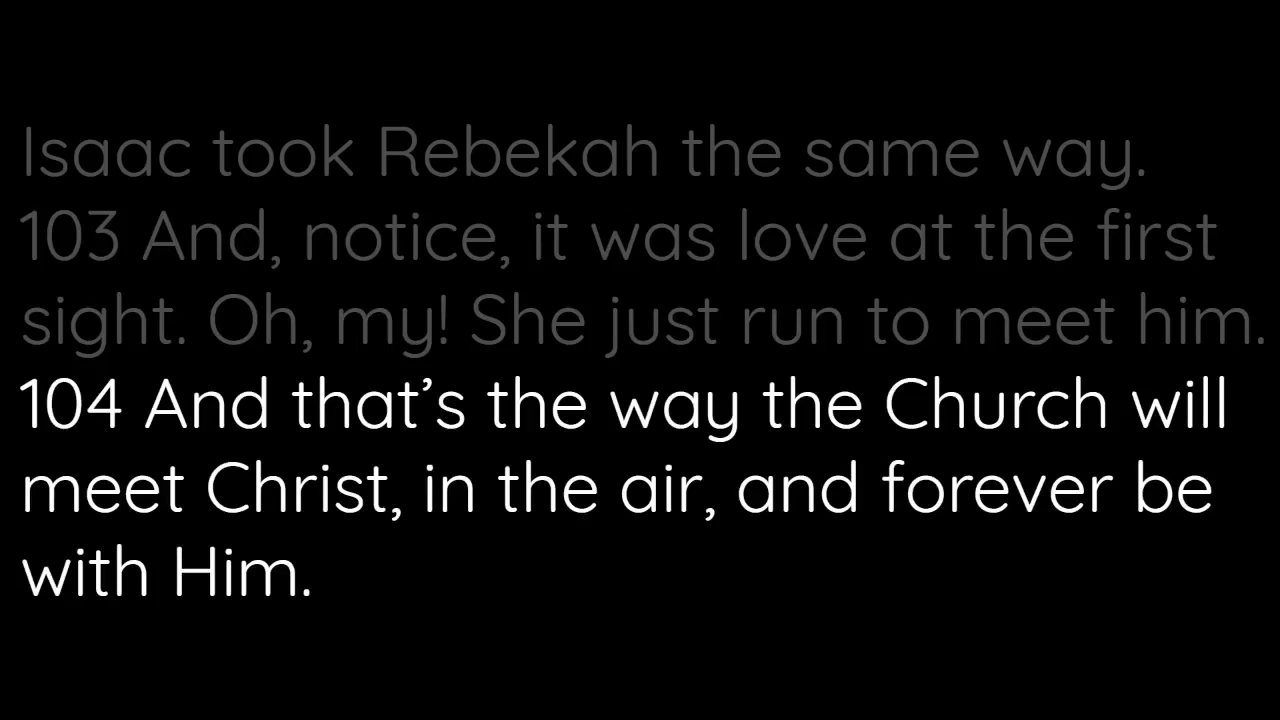 Isaac took Rebekah the same way.
103 And, notice, it was love at the first
sight. Oh, my! She just run to meet him.
104 And that’s the way the Church will
meet Christ, in the air, and forever be
with Him.